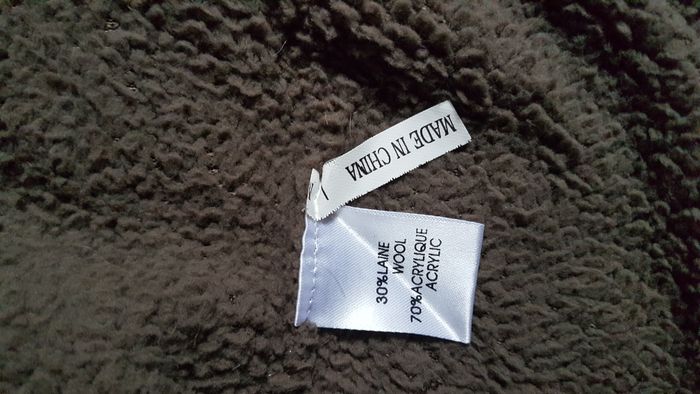 MADE IN CHINA
30%LAINE
WOOL
70%ACRYLIQUE
ACRYLIC